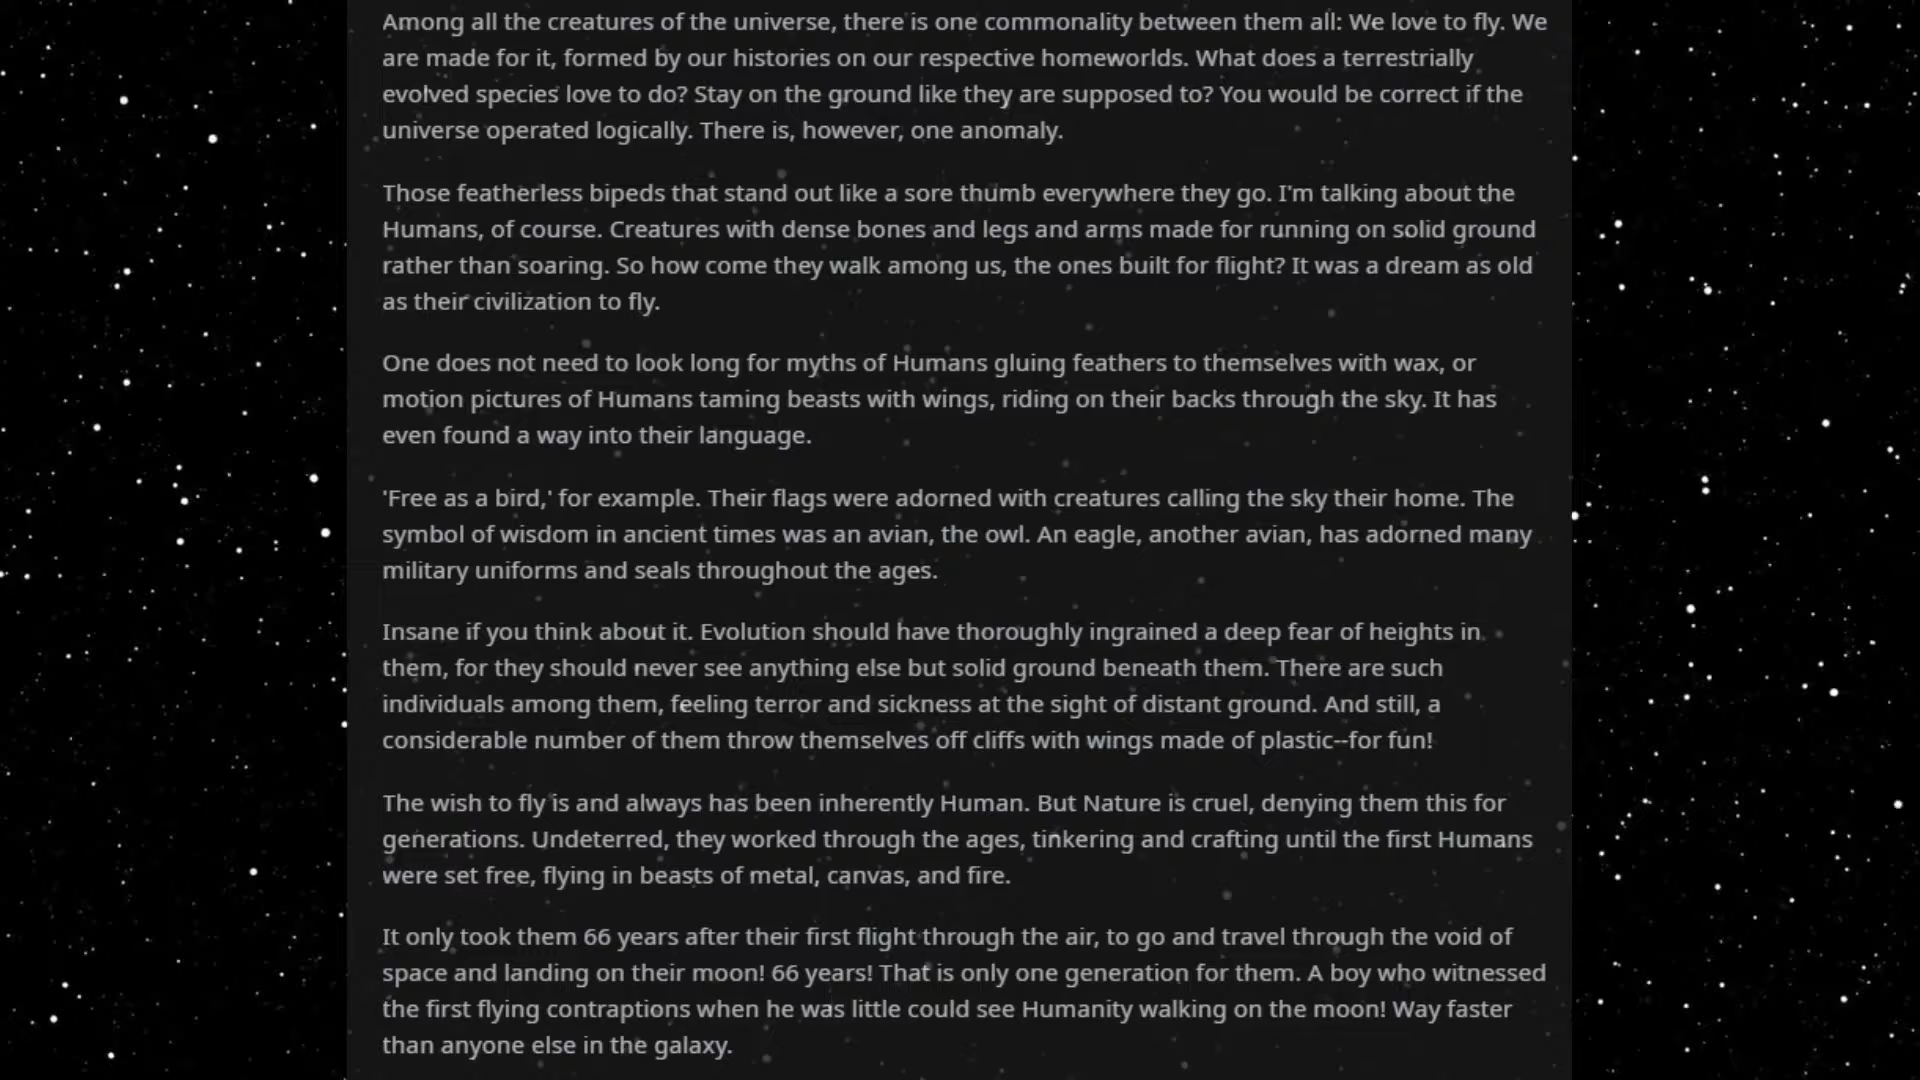 Among all the creatures of the universe, there is one commonality between them all: We love to fly. We
are made for it, formed by our histories on our respective homeworlds. What does a terrestrially
evolved species love to do? Stay on the ground like they are supposed to? You would be correct if the
universe operated logically. There is, however, one anomaly.
Those featherless bipeds that stand out like a sore thumb everywhere they go. I'm talking about the
Humans, of course. Creatures with dense bones and legs and arms made for running on solid ground
rather than soaring. So how come they walk among us, the ones built for flight? It was a dream as old
as their civilization to fly.
One does not need to look long for myths of Humans gluing feathers to themselves with wax, or
motion pictures of Humans taming beasts with wings, riding on their backs through the sky. It has
even found a way into their language.
'Free as a bird,' for example. Their flags were adorned with creatures calling the sky their home. The
symbol of wisdom in ancient times was an avian, the owl. An eagle, another avian, has adorned many
military uniforms and seals throughout the ages.
Insane if you think about it. Evolution should have thoroughly ingrained a deep fear of heights in
them, for they should never see anything else but solid ground beneath them. There are such
individuals among them, feeling terror and sickness at the sight of distant ground. And still, a
considerable number of them throw themselves off cliffs with wings made of plastic--for fun!
The wish to fly is and always has been inherently Human. But Nature is cruel, denying them this for
generations. Undeterred, they worked through the ages, tinkering and crafting until the first Humans
were set free, flying in beasts of metal, canvas, and fire.
It only took them 66 years after their first flight through the air, to go and travel through the void of
space and landing on their moon! 66 years! That is only one generation for them. A boy who witnessed
the first flying contraptions when he was little could see Humanity walking on the moon! Way faster
than anyone else in the galaxy.